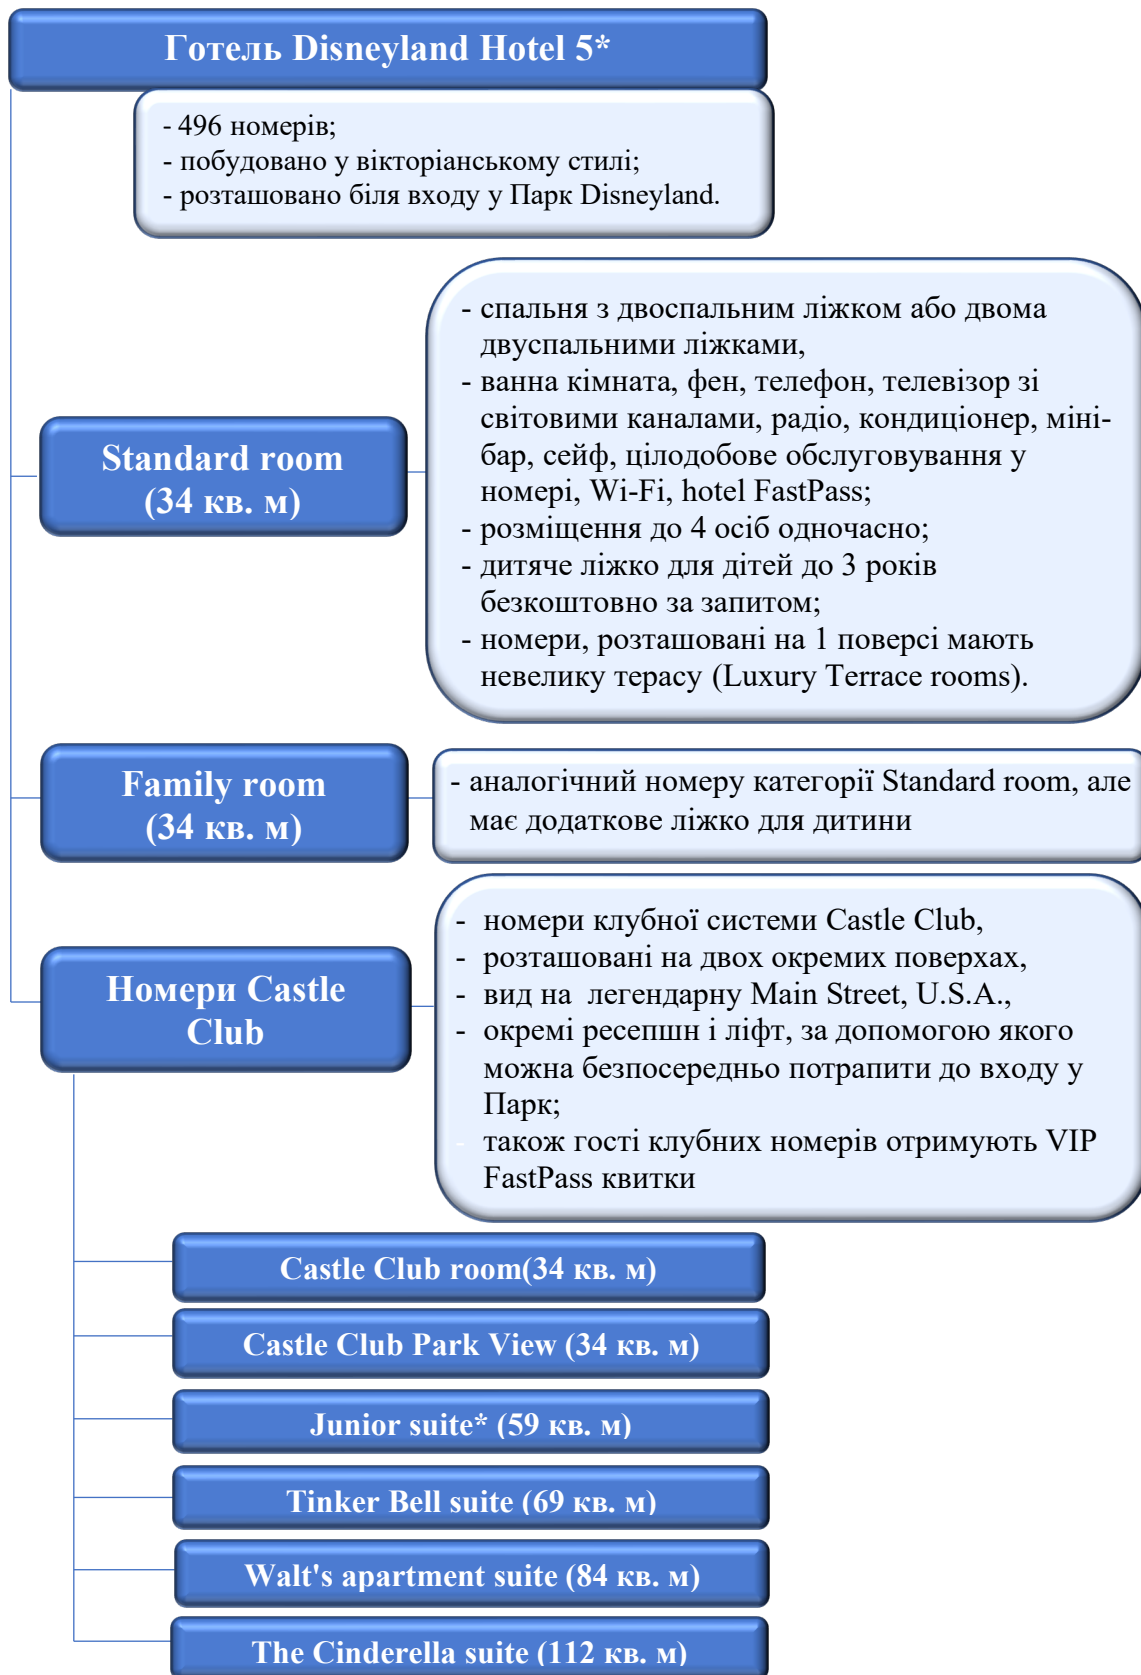 Готель Disneyland Hotel 5*
- 496 номерів;
- побудовано у вікторіанському стилі;
- розташовано біля входу у Парк Disneyland.
Standard room
(34 кв. м)
- спальня з двоспальним ліжком або двома
двуспальними ліжками,
- ванна кімната, фен, телефон, телевізор зі
світовими каналами, радіо, кондиціонер, міні-
бар, сейф, цілодобове обслуговування у
номері, Wi-Fi, hotel FastPass;
- розміщення до 4 осіб одночасно;
- дитяче ліжко для дітей до 3 років
безкоштовно за запитом;
- номери, розташовані на 1 поверсі мають
невелику терасу (Luxury Terrace rooms).
Family room
(34 кв. м)
- аналогічний номеру категорії Standard room, але
має додаткове ліжко для дитини
Номери Castle
Club
- номери клубної системи Castle Club,
- розташовані на двох окремих поверхах,
- вид на легендарну Main Street, U.S.A.,
- окремі ресепшн і ліфт, за допомогою якого
можна безпосередньо потрапити до входу у
Парк;
- також гості клубних номерів отримують VIP
FastPass квитки
Castle Club room(34 кв. м)
Castle Club Park View (34 кв. м)
Junior suite* (59 кв. м)
Tinker Bell suite (69 кв. м)
Walt's apartment suite (84 кв. м)
The Cinderella suite (112 кв. м)